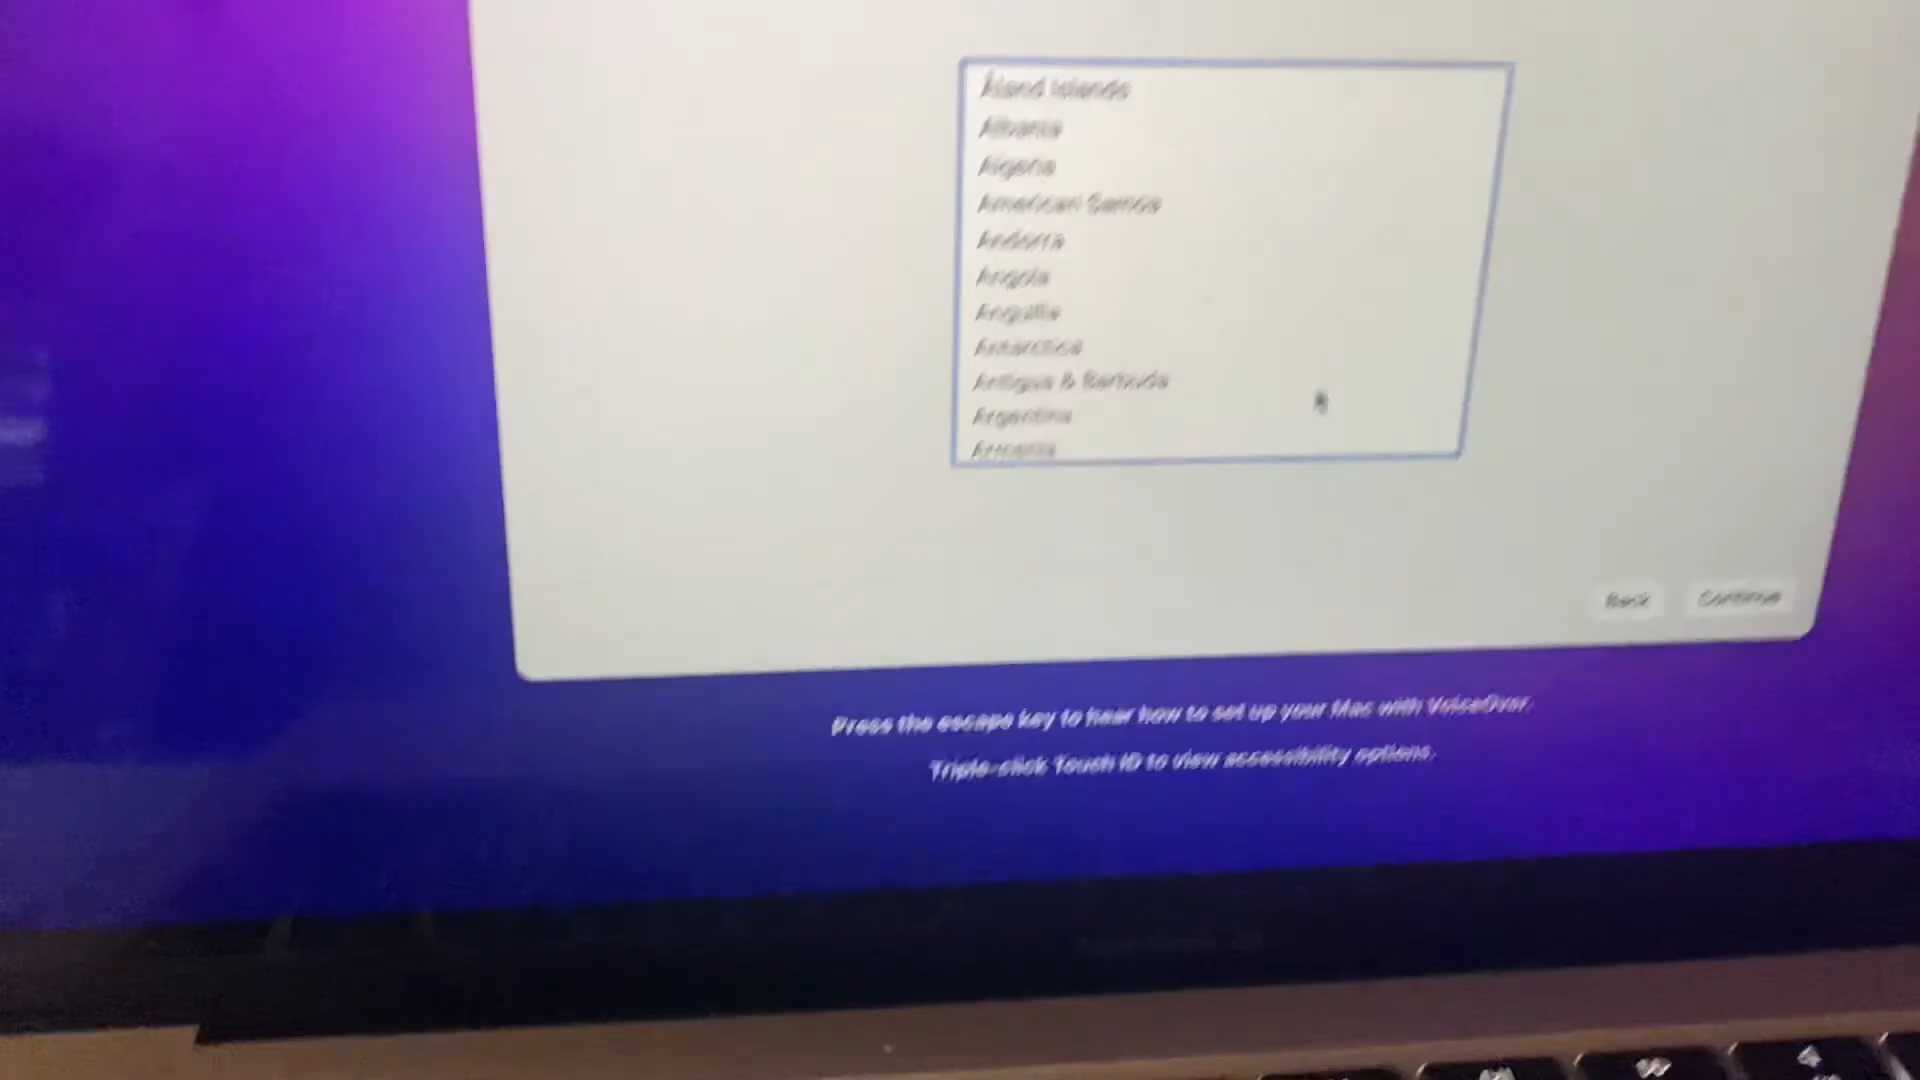 Åland Islands
Albania
Algeria
American Samoa
Andorra
Angola
Anguilla
Antarctica
Antigua & Barbuda
Argentina
Armenia
Back
Continue
Press the escape key to hear how to set up your Mac with VoiceOver.
Triple-click Touch ID to view accessibility options.